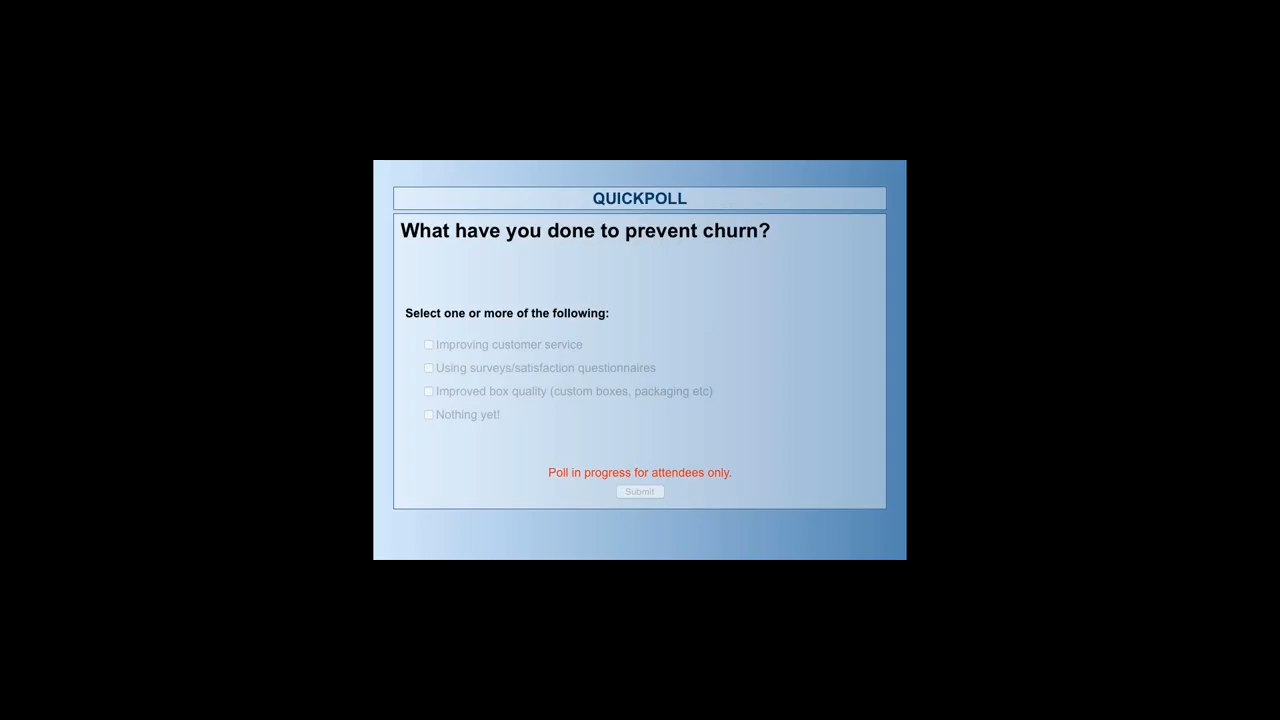 QUICKPOLL
What have you done to prevent churn?
Select one or more of the following:
Improving customer service
Using surveys/satisfaction questionnaires
Improved box quality (custom boxes, packaging etc)
Nothing yet!
Poll in progress for attendees only.
Submit